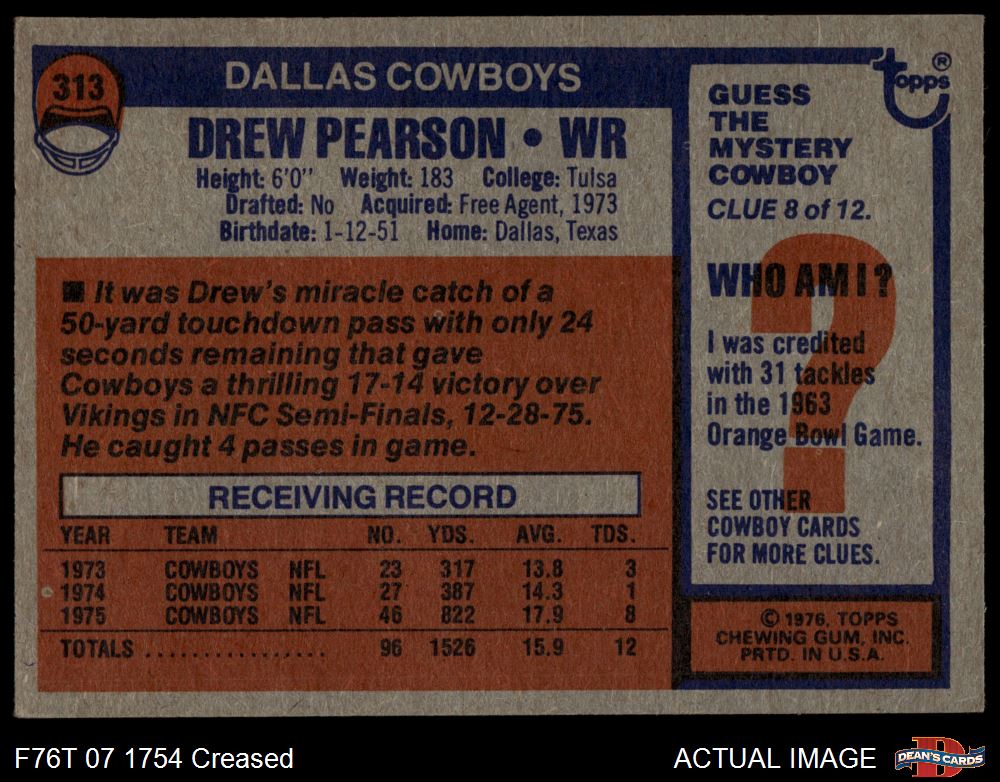 313
DALLAS COWBOYS
DREW PEARSON • WR
Height: 6'0" Weight: 183 College: Tulsa
Drafted: No Acquired: Free Agent, 1973
Birthdate: 1-12-51 Home: Dallas, Texas
■ It was Drew's miracle catch of a
50-yard touchdown pass with only 24
seconds remaining that gave
Cowboys a thrilling 17-14 victory over
Vikings in NFC Semi-Finals, 12-28-75.
He caught 4 passes in game.
RECEIVING RECORD
YEAR TEAM NO. YDS. AVG. TDS.
1973 COWBOYS NFL 23 317 13.8 3
1974 COWBOYS NFL 27 387 14.3 1
1975 COWBOYS NFL 46 822 17.9 8
TOTALS ................ 96 1526 15.9 12
topps®
GUESS
THE
MYSTERY
COWBOY
CLUE 8 of 12.
WHO AM I ?
I was credited
with 31 tackles
in the 1963
Orange Bowl Game.
SEE OTHER
COWBOY CARDS
FOR MORE CLUES.
© 1976, TOPPS
CHEWING GUM, INC.
PRTD. IN U.S.A.
F76T 07 1754 Creased
ACTUAL IMAGE
D
DEAN'S CARDS